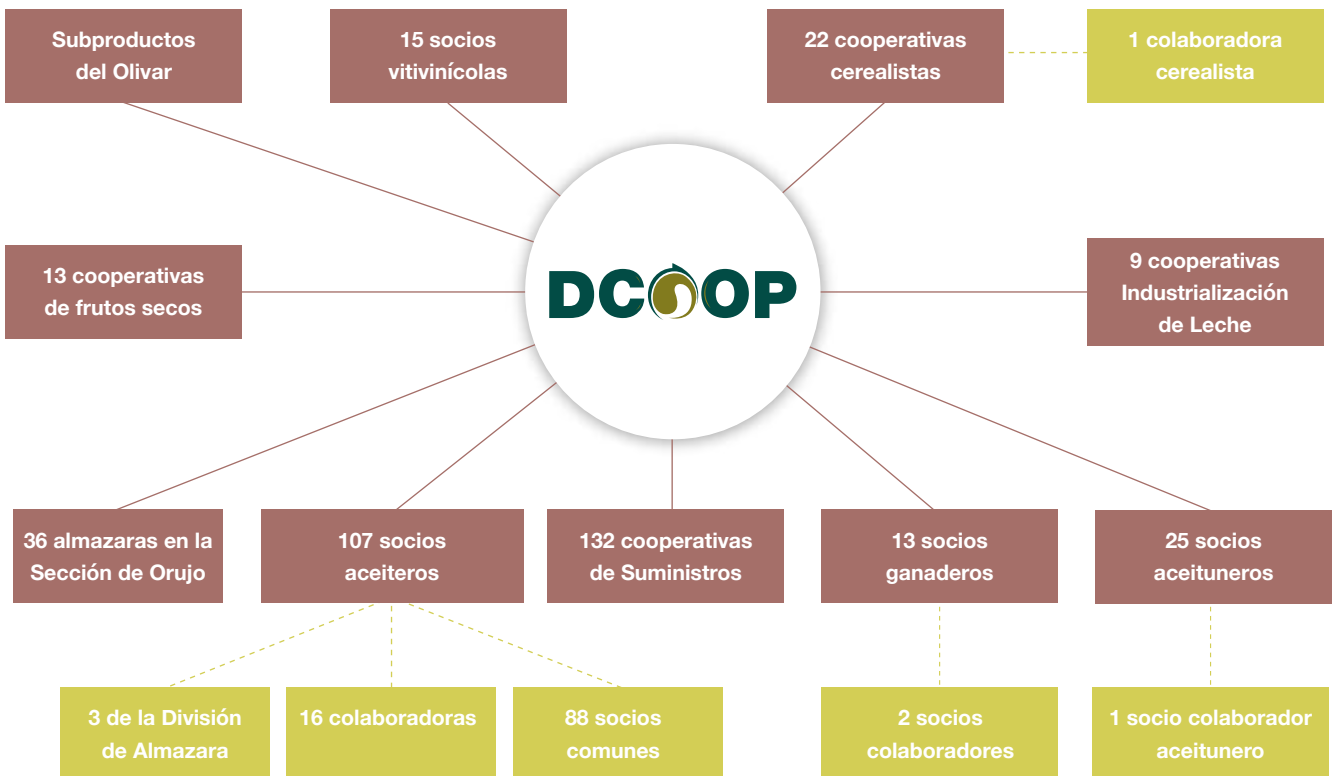 Subproductos
del Olivar
15 socios
vitivinícolas
22 cooperativas
cerealistas
1 colaboradora
cerealista
13 cooperativas
de frutos secos
DCOOP
9 cooperativas
Industrialización
de Leche
36 almazaras en la
Sección de Orujo
107 socios
aceiteros
132 cooperativas
de Suministros
13 socios
ganaderos
25 socios
aceituneros
3 de la División
de Almazara
16 colaboradoras
88 socios
comunes
2 socios
colaboradores
1 socio colaborador
aceitunero